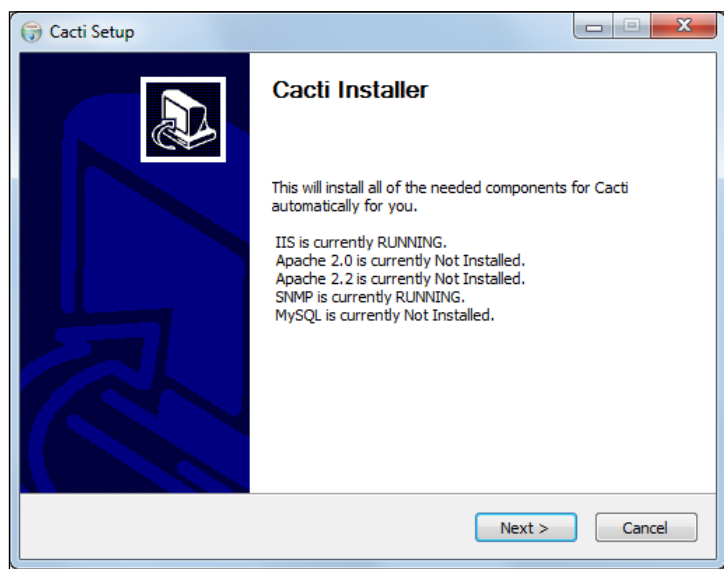 Cacti Setup
Cacti Installer
This will install all of the needed components for Cacti
automatically for you.
IIS is currently RUNNING.
Apache 2.0 is currently Not Installed.
Apache 2.2 is currently Not Installed.
SNMP is currently RUNNING.
MySQL is currently Not Installed.
Next >
Cancel